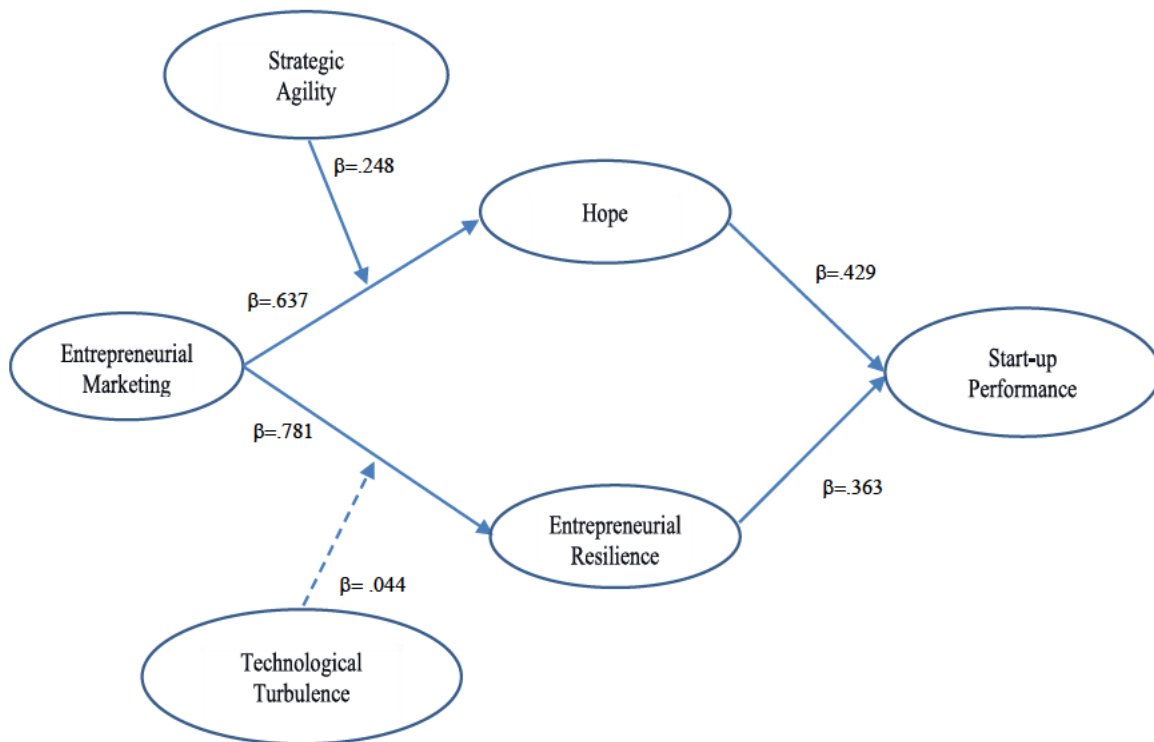 Strategic
Agility
β=.248
Hope
β=.637
β=.429
Entrepreneurial
Marketing
Start-up
Performance
β=.781
β=.363
Entrepreneurial
Resilience
β= .044
Technological
Turbulence